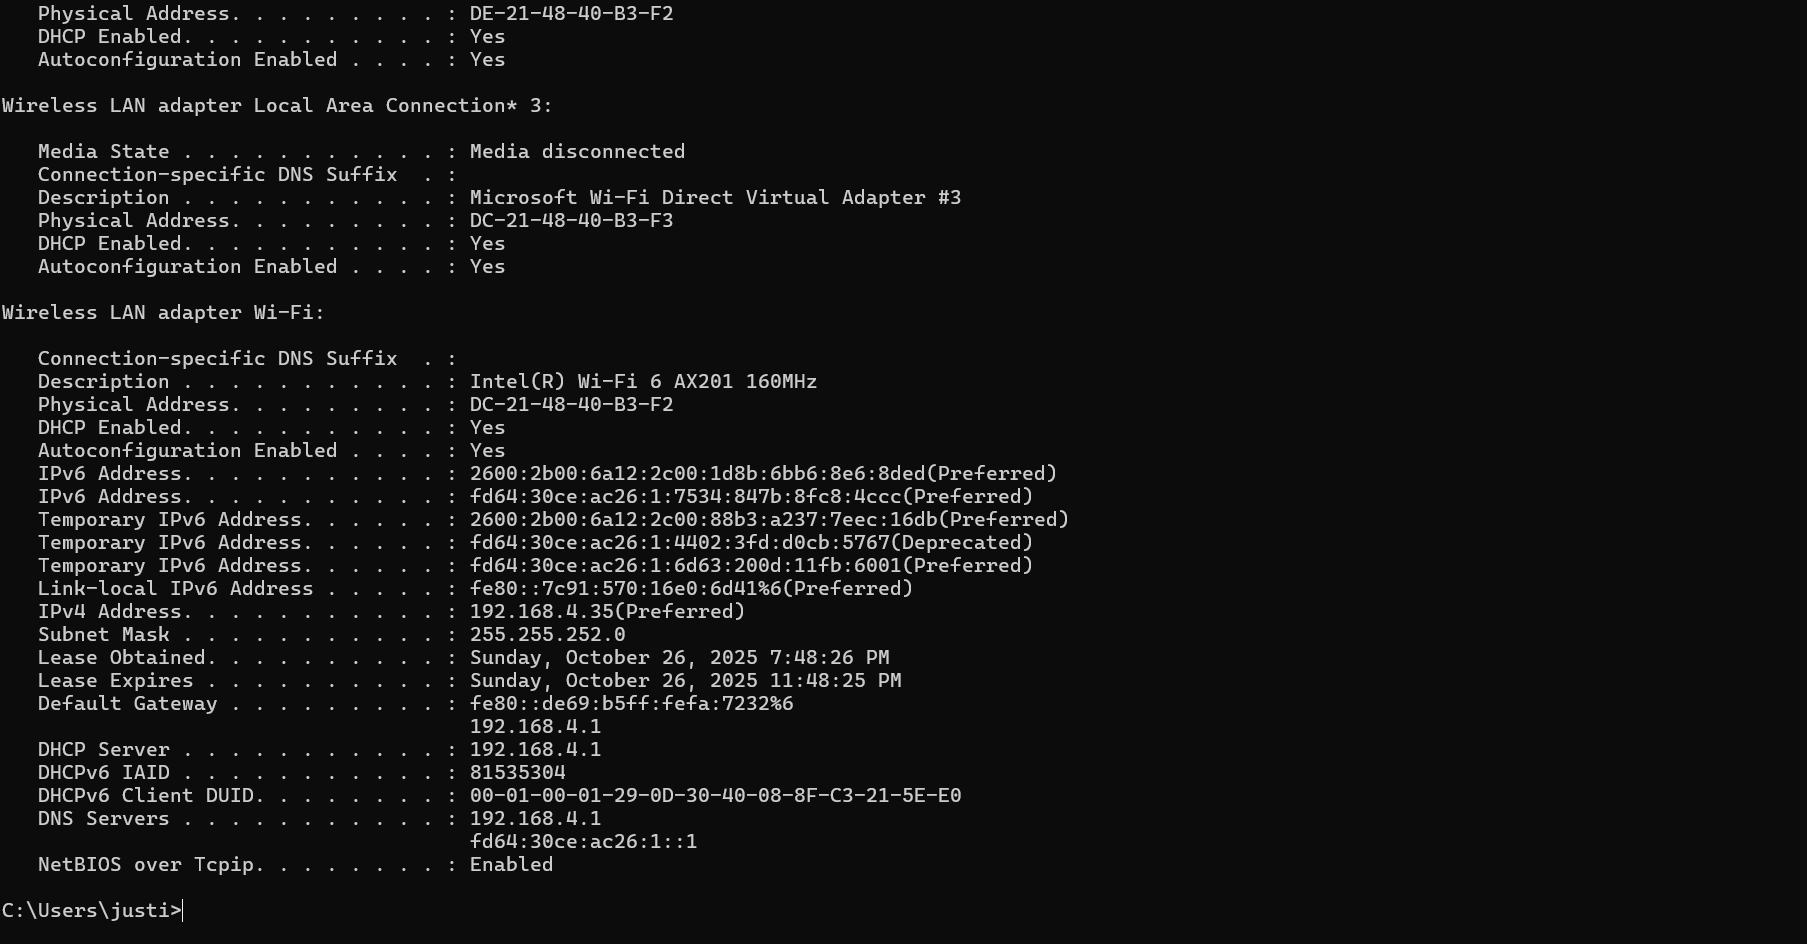 Physical Address. . . . . . . . . : DE-21-48-40-B3-F2
DHCP Enabled. . . . . . . . . . . : Yes
Autoconfiguration Enabled . . . . : Yes
Wireless LAN adapter Local Area Connection* 3:
Media State . . . . . . . . . . . : Media disconnected
Connection-specific DNS Suffix  . :
Description . . . . . . . . . . . : Microsoft Wi-Fi Direct Virtual Adapter #3
Physical Address. . . . . . . . . : DC-21-48-40-B3-F3
DHCP Enabled. . . . . . . . . . . : Yes
Autoconfiguration Enabled . . . . : Yes
Wireless LAN adapter Wi-Fi:
Connection-specific DNS Suffix  . :
Description . . . . . . . . . . . : Intel(R) Wi-Fi 6 AX201 160MHz
Physical Address. . . . . . . . . : DC-21-48-40-B3-F2
DHCP Enabled. . . . . . . . . . . : Yes
Autoconfiguration Enabled . . . . : Yes
IPv6 Address. . . . . . . . . . . : 2600:2b00:6a12:2c00:1d8b:6bb6:8e6:8ded(Preferred)
IPv6 Address. . . . . . . . . . . : fd64:30ce:ac26:1:7534:847b:8fc8:4ccc(Preferred)
Temporary IPv6 Address. . . . . . : 2600:2b00:6a12:2c00:88b3:a237:7eec:16db(Preferred)
Temporary IPv6 Address. . . . . . : fd64:30ce:ac26:1:4402:3fd:d0cb:5767(Deprecated)
Temporary IPv6 Address. . . . . . : fd64:30ce:ac26:1:6d63:200d:11fb:6001(Preferred)
Link-local IPv6 Address . . . . . : fe80::7c91:570:16e0:6d41%6(Preferred)
IPv4 Address. . . . . . . . . . . : 192.168.4.35(Preferred)
Subnet Mask . . . . . . . . . . . : 255.255.252.0
Lease Obtained. . . . . . . . . . : Sunday, October 26, 2025 7:48:26 PM
Lease Expires . . . . . . . . . . : Sunday, October 26, 2025 11:48:25 PM
Default Gateway . . . . . . . . . : fe80::de69:b5ff:fefa:7232%6
192.168.4.1
DHCP Server . . . . . . . . . . . : 192.168.4.1
DHCPv6 IAID . . . . . . . . . . . : 81535304
DHCPv6 Client DUID. . . . . . . . : 00-01-00-01-29-0D-30-40-08-8F-C3-21-5E-E0
DNS Servers . . . . . . . . . . . : 192.168.4.1
fd64:30ce:ac26:1::1
NetBIOS over Tcpip. . . . . . . . : Enabled
C:\Users\justi>